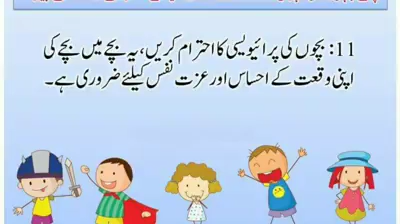 11: بچوں کی پرائیویسی کا احترام کریں، یہ بچے میں بچے کی
اپنی وقعت کے احساس اور عزت نفس کیلئے ضروری ہے۔